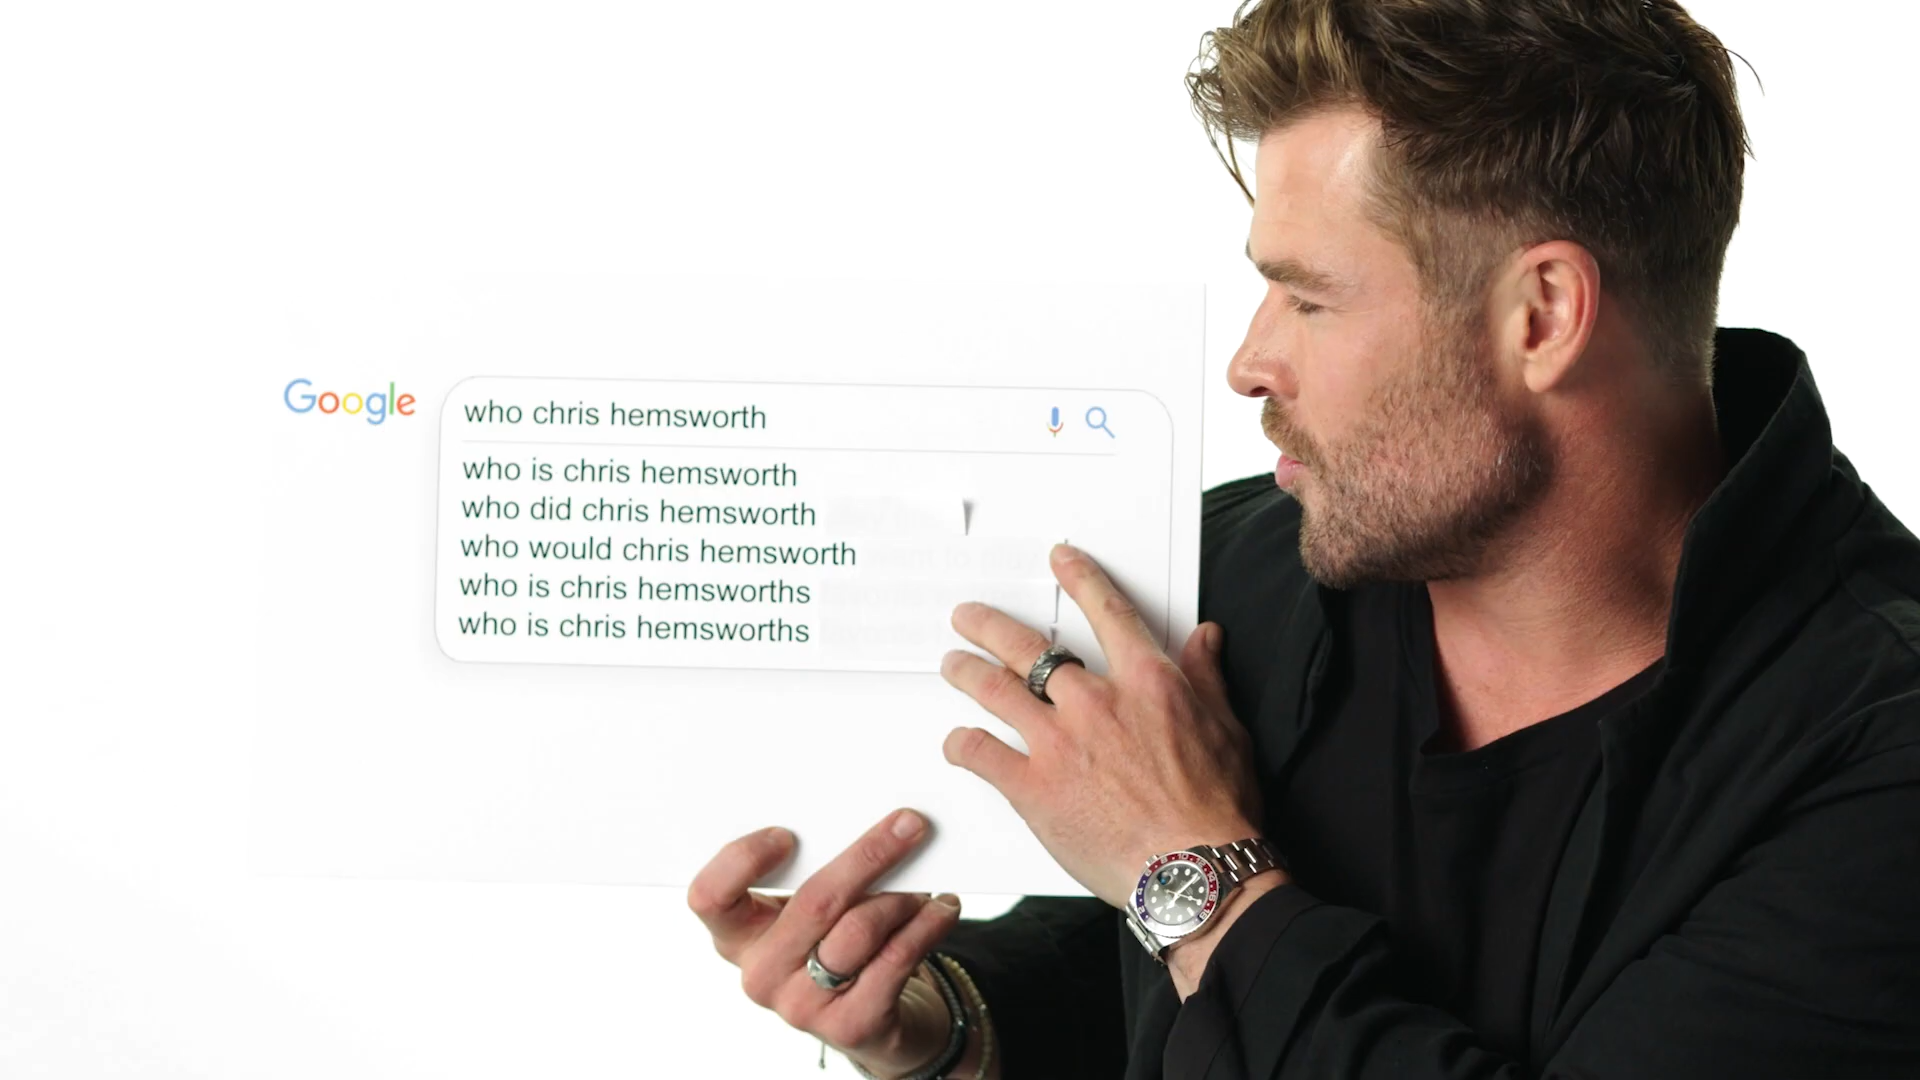 Google
who chris hemsworth
who is chris hemsworth
who did chris hemsworth
who would chris hemsworth
who is chris hemsworths
who is chris hemsworths